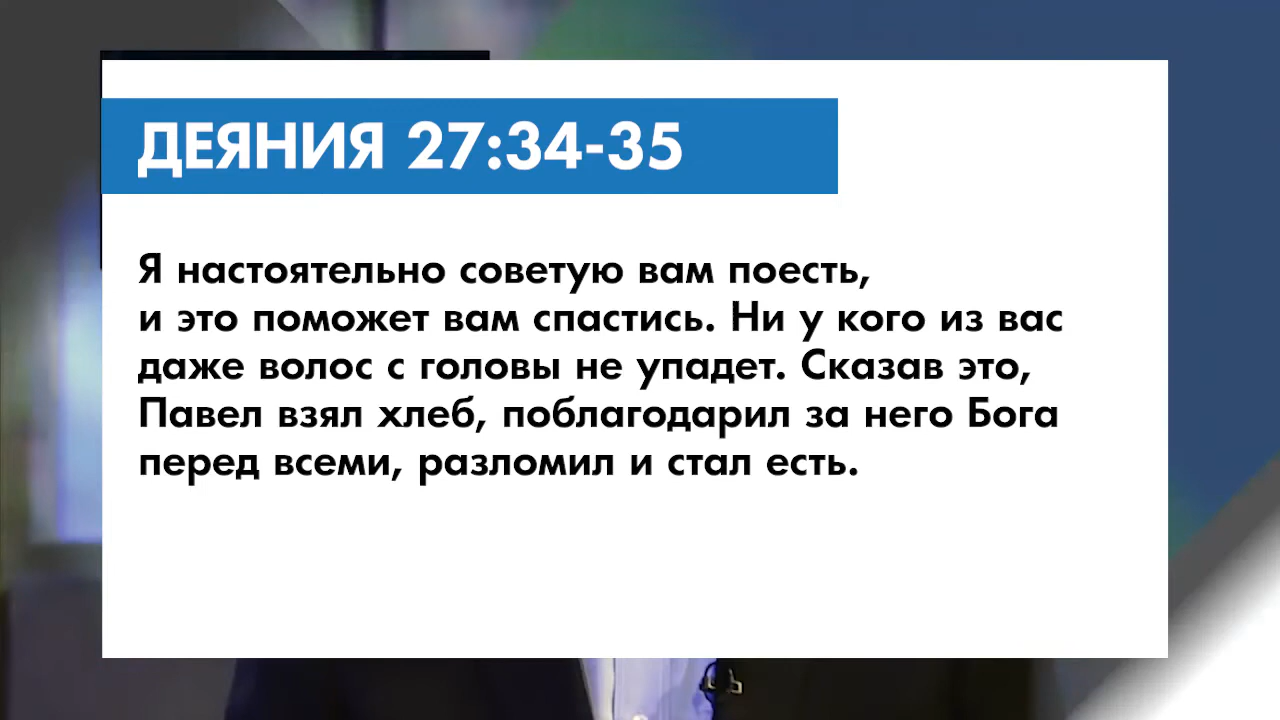 ДЕЯНИЯ 27:34-35
Я настоятельно советую вам поесть,
и это поможет вам спастись. Ни у кого из вас
даже волос с головы не упадет. Сказав это,
Павел взял хлеб, поблагодарил за него Бога
перед всеми, разломил и стал есть.